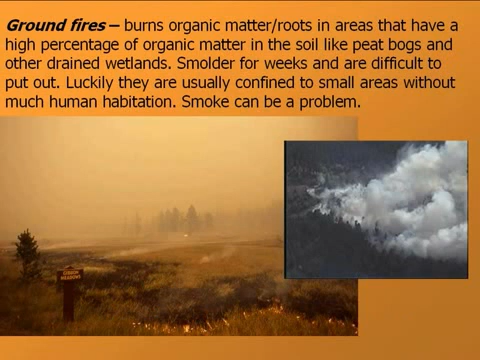 Ground fires – burns organic matter/roots in areas that have a
high percentage of organic matter in the soil like peat bogs and
other drained wetlands. Smolder for weeks and are difficult to
put out. Luckily they are usually confined to small areas without
much human habitation. Smoke can be a problem.
GIBBON
MEADOWS